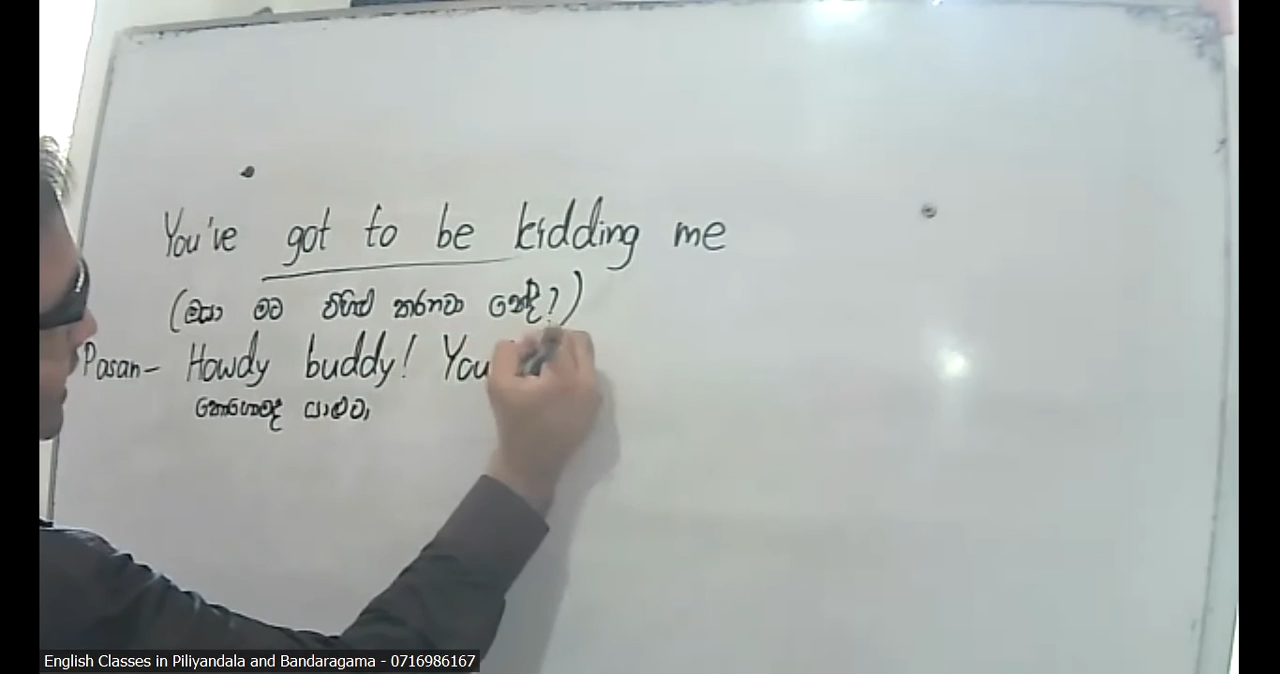 You've got to be kidding me
(ඔයා මට විහිළු කරනවා නේද?)
Pasan- Howdy buddy! You
කොහොමද යාළුවා
English Classes in Piliyandala and Bandaragama - 0716986167